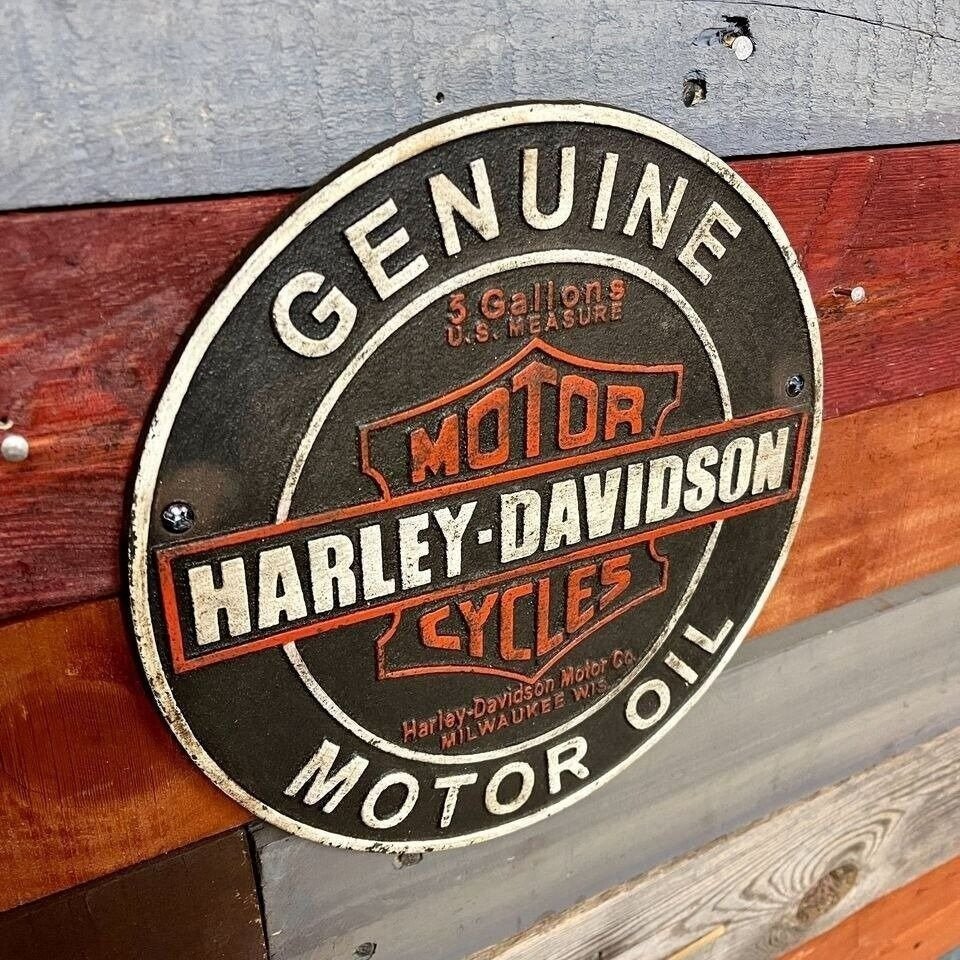 GENUINE
5 Gallons
U.S. MEASURE
MOTOR
HARLEY-DAVIDSON
CYCLES
Harley-Davidson Motor Co.
MILWAUKEE WIS.
MOTOR OIL